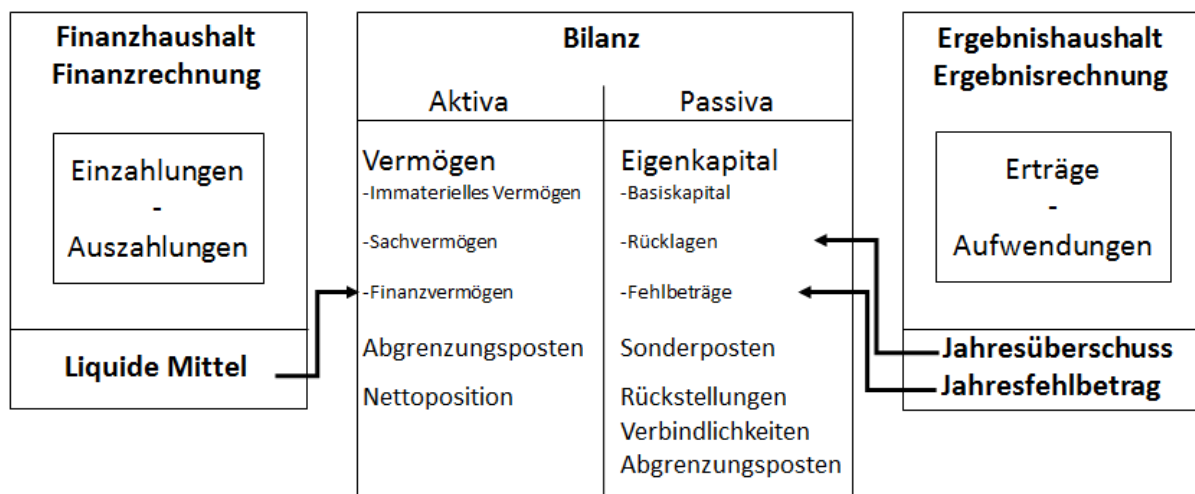 Finanzhaushalt
Finanzrechnung
Einzahlungen
-
Auszahlungen
Liquide Mittel
Bilanz
Aktiva
Vermögen
-Immaterielles Vermögen
-Sachvermögen
-Finanzvermögen
Abgrenzungsposten
Nettoposition
Passiva
Eigenkapital
-Basiskapital
-Rücklagen
-Fehlbeträge
Sonderposten
Rückstellungen
Verbindlichkeiten
Abgrenzungsposten
Ergebnishaushalt
Ergebnisrechnung
Erträge
-
Aufwendungen
Jahresüberschuss
Jahresfehlbetrag